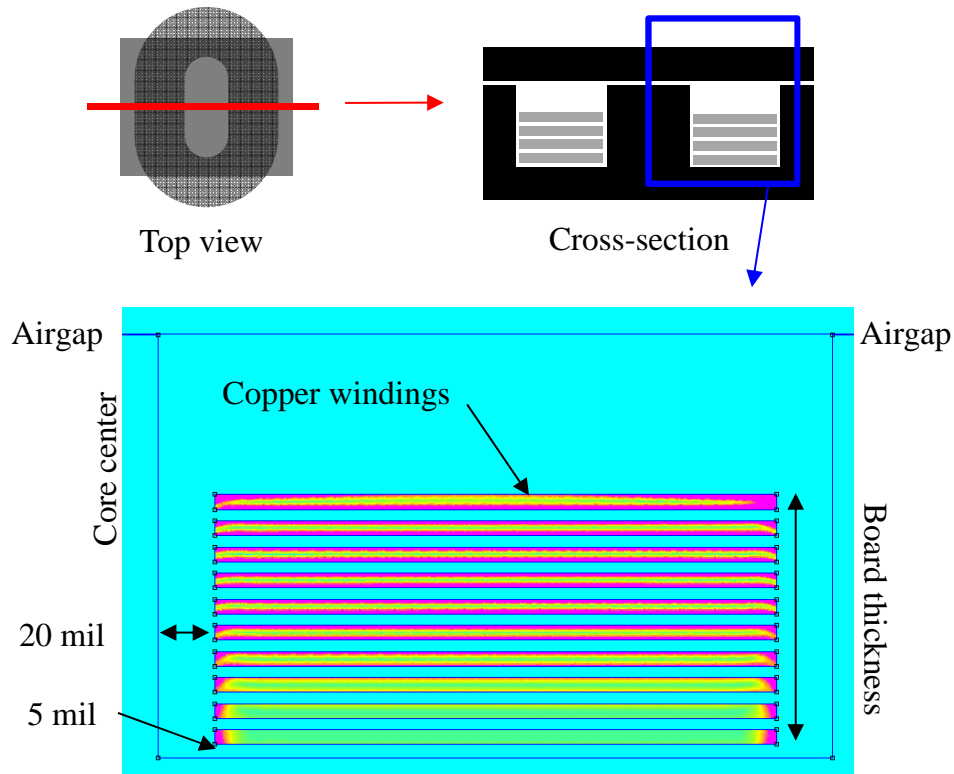 Top view
Cross-section
Airgap
Airgap
Copper windings
Core center
Board thickness
20 mil
5 mil